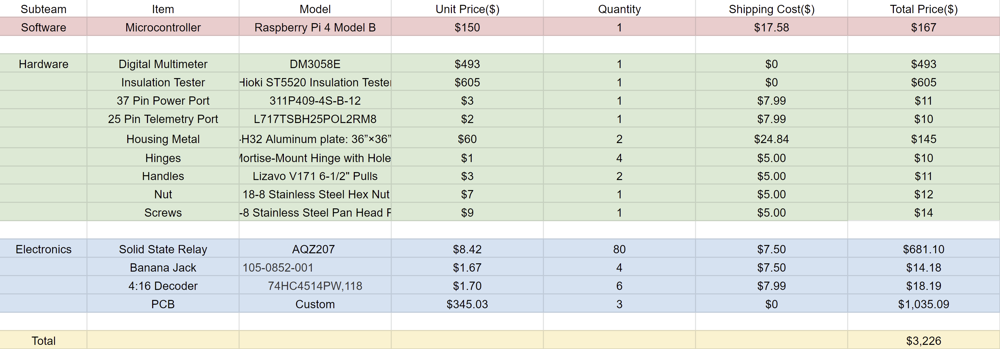 Subteam Item Model Unit Price($) Quantity Shipping Cost($) Total Price($)
Software Microcontroller Raspberry Pi 4 Model B $150 1 $17.58 $167
Hardware Digital Multimeter DM3058E $493 1 $0 $493
Insulation Tester Hioki ST5520 Insulation Tester $605 1 $0 $605
37 Pin Power Port 311P409-4S-B-12 $3 1 $7.99 $11
25 Pin Telemetry Port L717TSBH25POL2RM8 $2 1 $7.99 $10
Housing Metal -H32 Aluminum plate: 36”×36” $60 2 $24.84 $145
Hinges Mortise-Mount Hinge with Hole $1 4 $5.00 $10
Handles Lizavo V171 6-1/2" Pulls $3 2 $5.00 $11
Nut 18-8 Stainless Steel Hex Nut $7 1 $5.00 $12
Screws -8 Stainless Steel Pan Head $9 1 $5.00 $14
Electronics Solid State Relay AQZ207 $8.42 80 $7.50 $681.10
Banana Jack 105-0852-001 $1.67 4 $7.50 $14.18
4:16 Decoder 74HC4514PW,118 $1.70 6 $7.99 $18.19
PCB Custom $345.03 3 $0 $1,035.09
Total $3,226